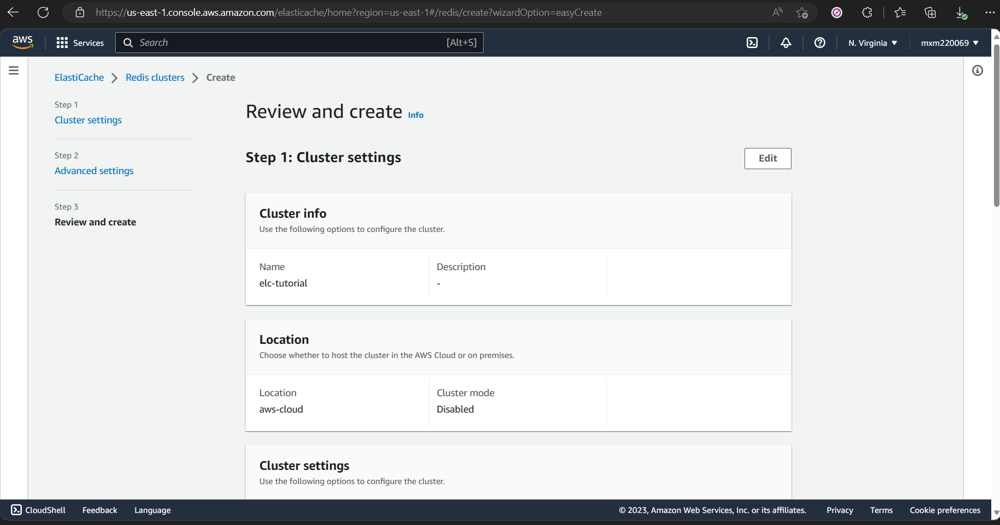 https://us-east-1.console.aws.amazon.com/elasticache/home?region=us-east-1#/redis/create?wizardOption=easyCreate
aws
Services
Search
[Alt+S]
N. Virginia
mxm220069
ElastiCache
Redis clusters
Create
Step 1
Cluster settings
Step 2
Advanced settings
Step 3
Review and create
Review and create Info
Step 1: Cluster settings
Edit
Cluster info
Use the following options to configure the cluster.
Name
elc-tutorial
Description
-
Location
Choose whether to host the cluster in the AWS Cloud or on premises.
Location
aws-cloud
Cluster mode
Disabled
Cluster settings
Use the following options to configure the cluster.
CloudShell
Feedback
Language
© 2023, Amazon Web Services, Inc. or its affiliates.
Privacy
Terms
Cookie preferences